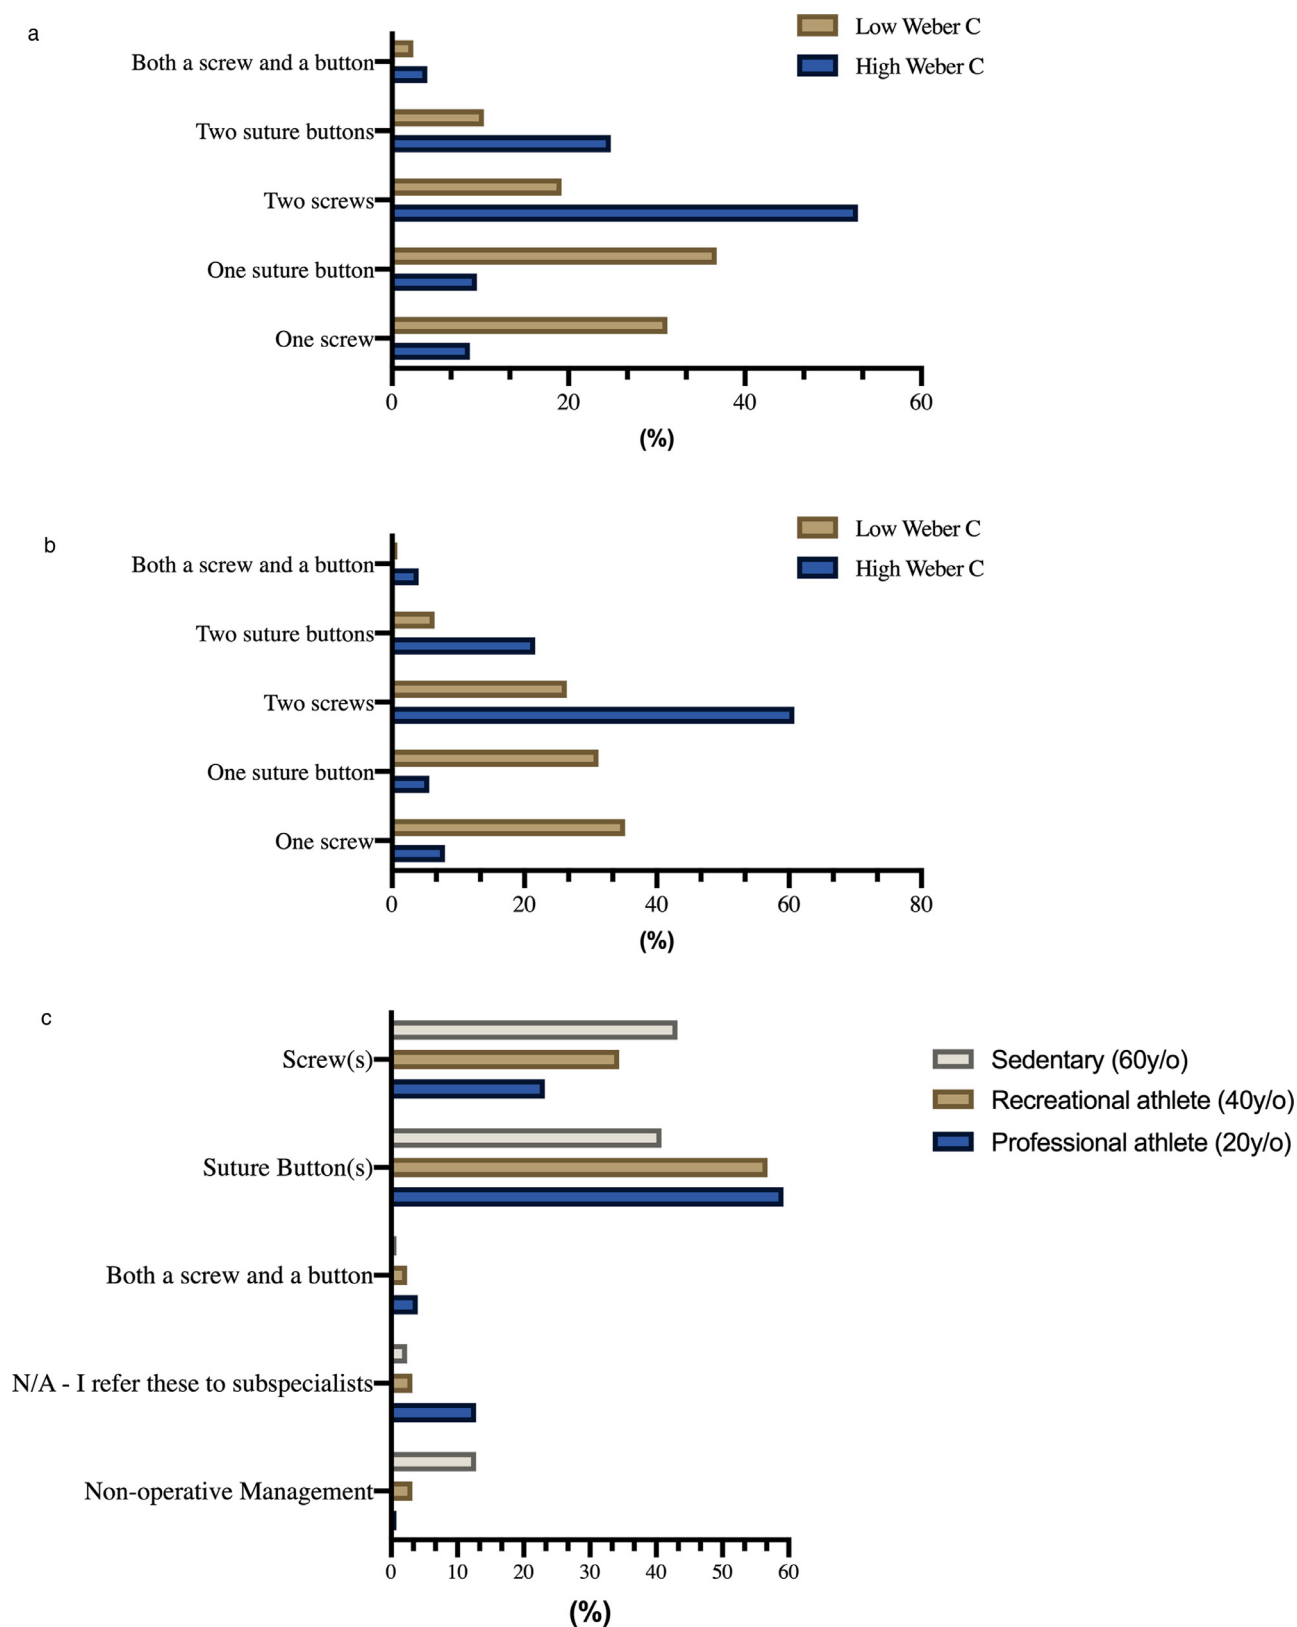 a
Low Weber C
High Weber C
Both a screw and a button
Two suture buttons
Two screws
One suture button
One screw
0 20 40 60
(%)
b
Low Weber C
High Weber C
Both a screw and a button
Two suture buttons
Two screws
One suture button
One screw
0 20 40 60 80
(%)
c
Sedentary (60y/o)
Recreational athlete (40y/o)
Professional athlete (20y/o)
Screw(s)
Suture Button(s)
Both a screw and a button
N/A - I refer these to subspecialists
Non-operative Management
0 10 20 30 40 50 60
(%)